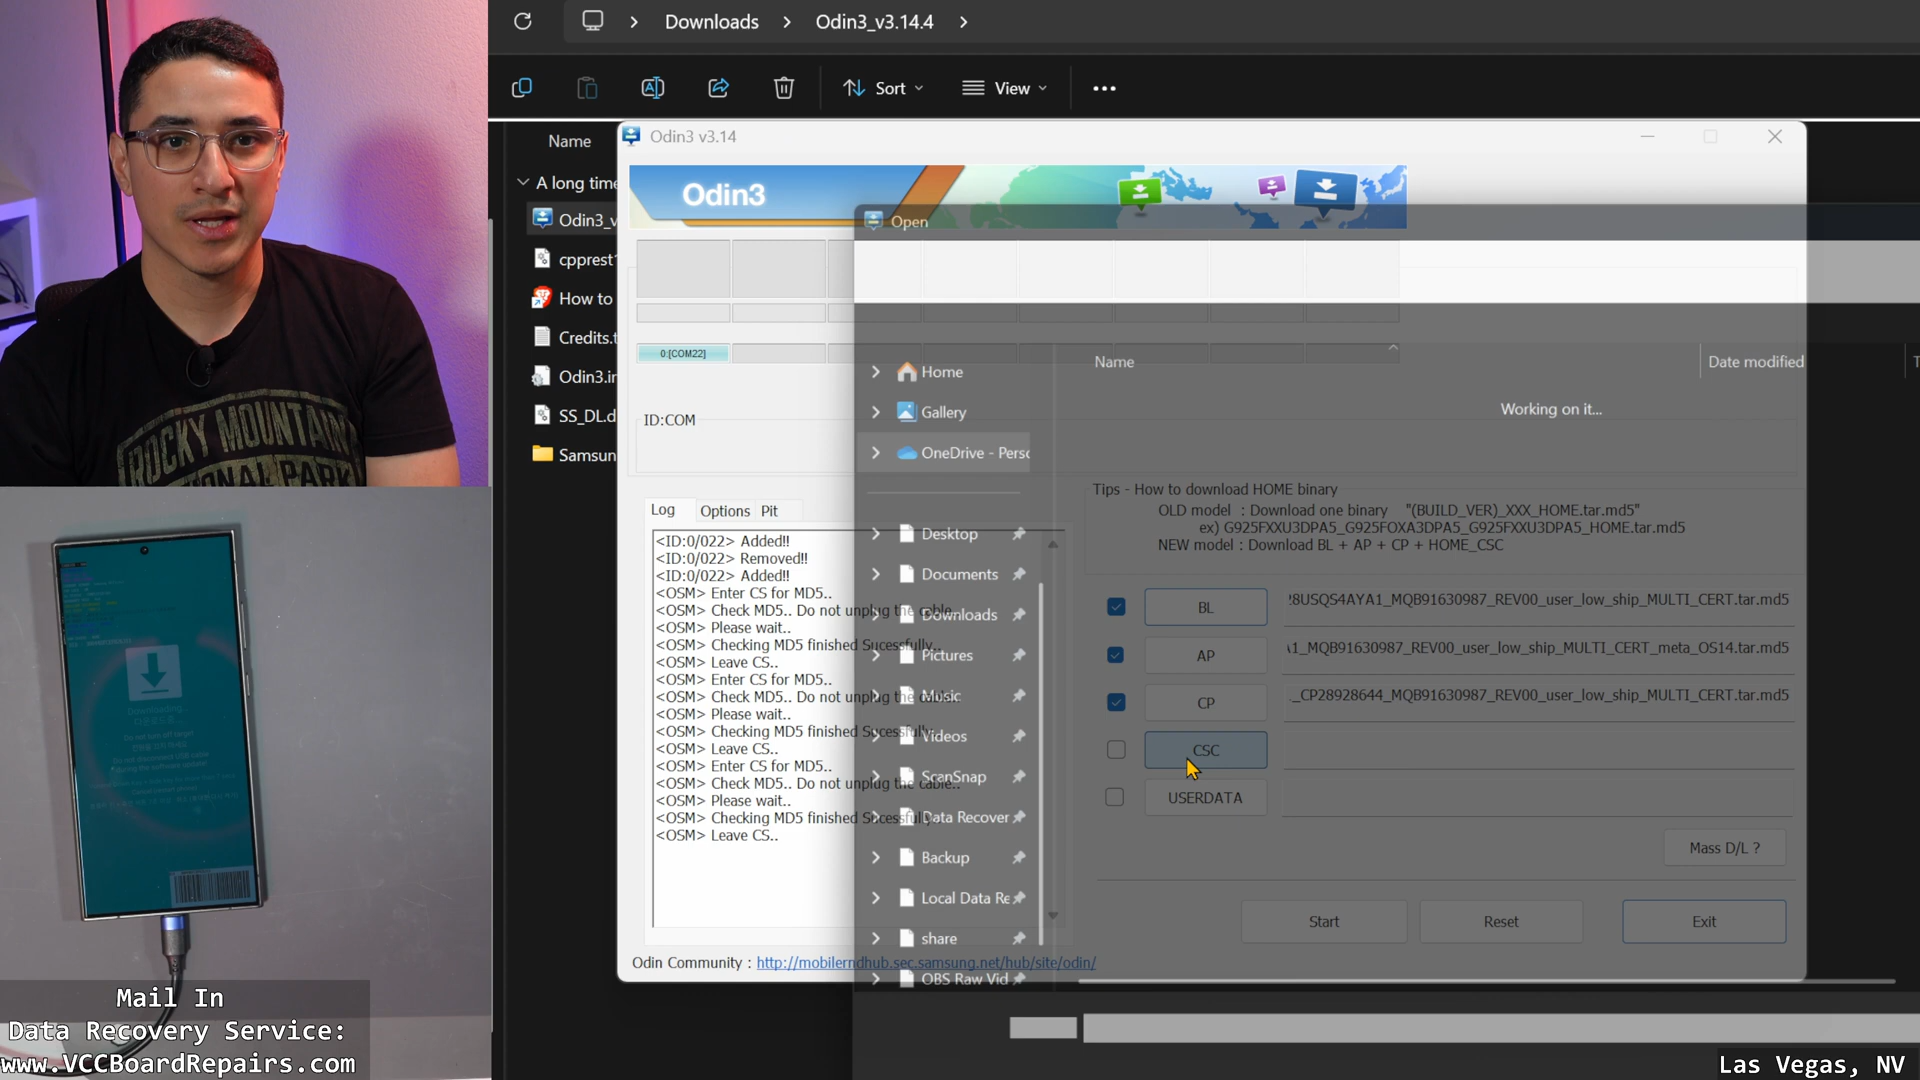 Downloads
Odin3_v3.14.4
Sort
View
Name
A long time
Odin3_v
cpprest
How to
Credits.t
Odin3.in
SS_DL.d
Samsun
Odin3 v3.14
Odin3
Open
0:[COM22]
ID:COM
Home
Gallery
OneDrive - Perso
Desktop
Documents
Downloads
Pictures
Music
Videos
ScanSnap
Data Recover
Backup
Local Data Re
share
OBS Raw Vid
Name
Date modified
Working on it...
Log
Options
Pit
<ID:0/022> Added!!
<ID:0/022> Removed!!
<ID:0/022> Added!!
<OSM> Enter CS for MD5..
<OSM> Check MD5.. Do not unplug the cable..
<OSM> Please wait..
<OSM> Checking MD5 finished Sucessfully..
<OSM> Leave CS..
<OSM> Enter CS for MD5..
<OSM> Check MD5.. Do not unplug the cable..
<OSM> Please wait..
<OSM> Checking MD5 finished Sucessfully..
<OSM> Leave CS..
<OSM> Enter CS for MD5..
<OSM> Check MD5.. Do not unplug the cable..
<OSM> Please wait..
<OSM> Checking MD5 finished Sucessfully..
<OSM> Leave CS..
Tips - How to download HOME binary
OLD model : Download one binary "(BUILD_VER)_XXX_HOME.tar.md5"
ex) G925FXXU3DPA5_G925FOXA3DPA5_G925FXXU3DPA5_HOME.tar.md5
NEW model : Download BL + AP + CP + HOME_CSC
BL
8USQS4AYA1_MQB91630987_REV00_user_low_ship_MULTI_CERT.tar.md5
AP
\1_MQB91630987_REV00_user_low_ship_MULTI_CERT_meta_OS14.tar.md5
CP
_CP28928644_MQB91630987_REV00_user_low_ship_MULTI_CERT.tar.md5
CSC
USERDATA
Mass D/L ?
Start
Reset
Exit
Odin Community : http://mobilerndhub.sec.samsung.net/hub/site/odin/
ROCKY MOUNTAIN
NATIONAL PARK
Downloading...
Do not turn off target
Mail In
Data Recovery Service:
www.VCCBoardRepairs.com
Las Vegas, NV